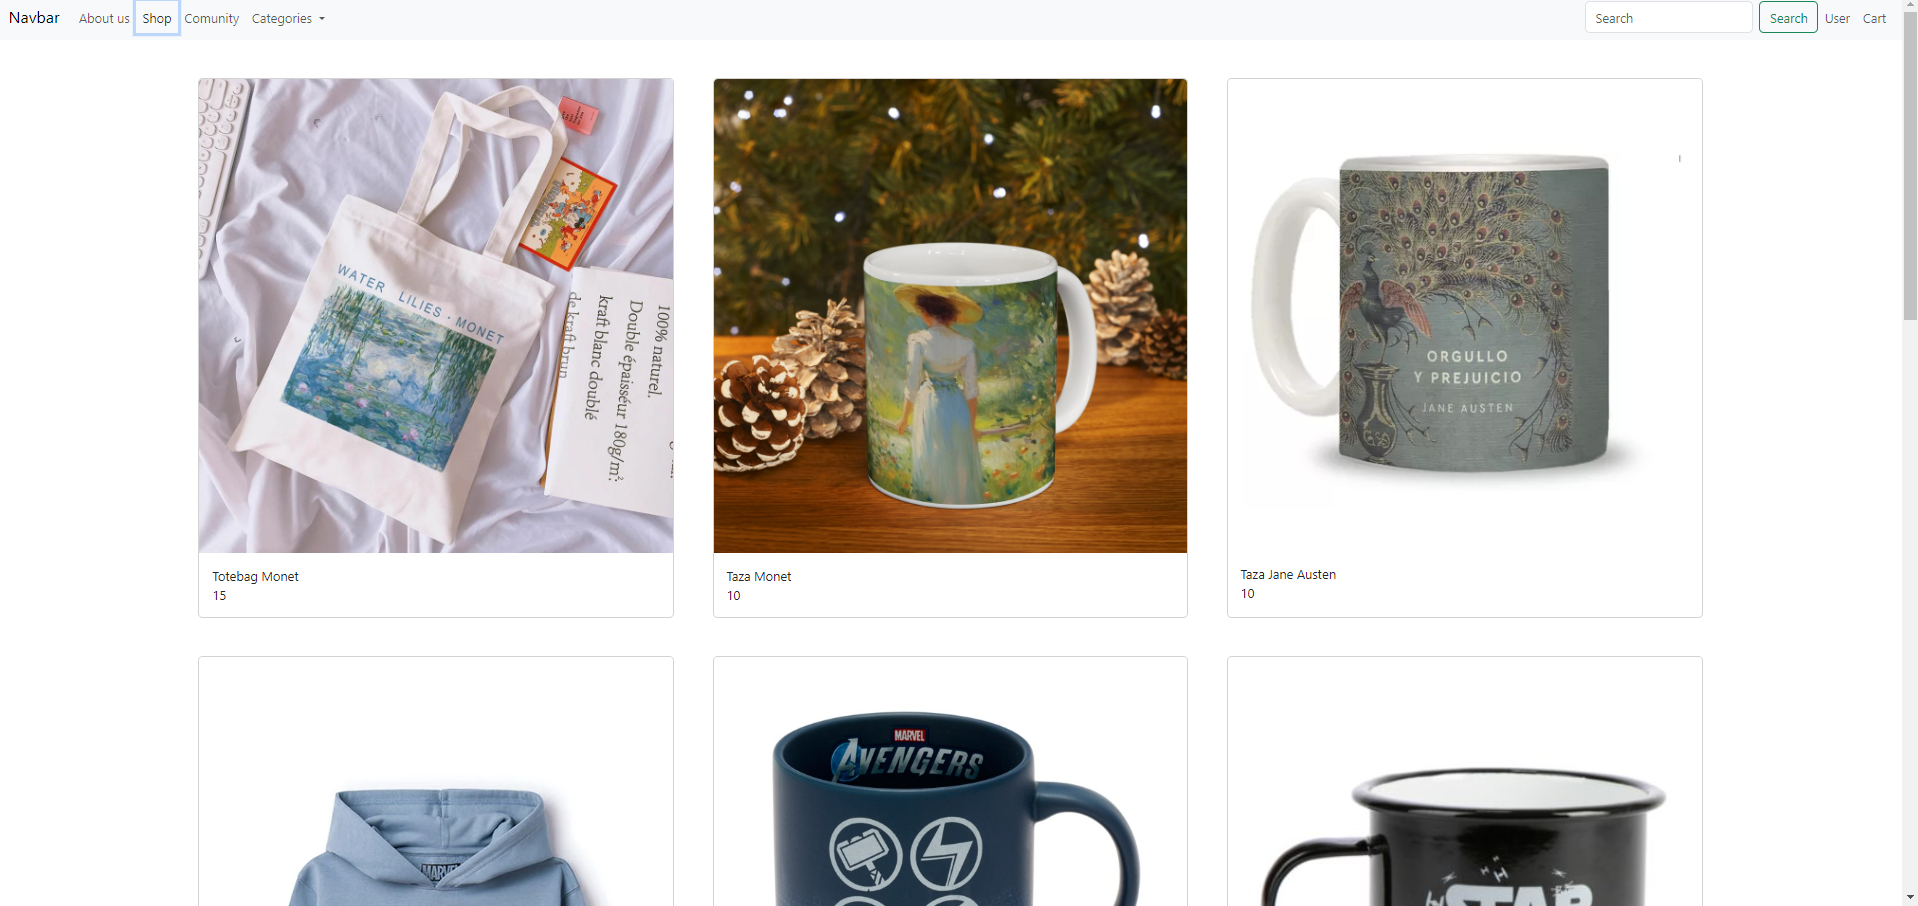 Navbar
About us
Shop
Comunity
Categories
Search
Search
User
Cart
WATER LILIES · MONET
100% naturel.
Double épaisseur 180g/m²:
kraft blanc doublé
de kraft brun
ORGULLO
Y PREJUICIO
JANE AUSTEN
Totebag Monet
15
Taza Monet
10
Taza Jane Austen
10
MARVEL
MARVEL
AVENGERS
STAR